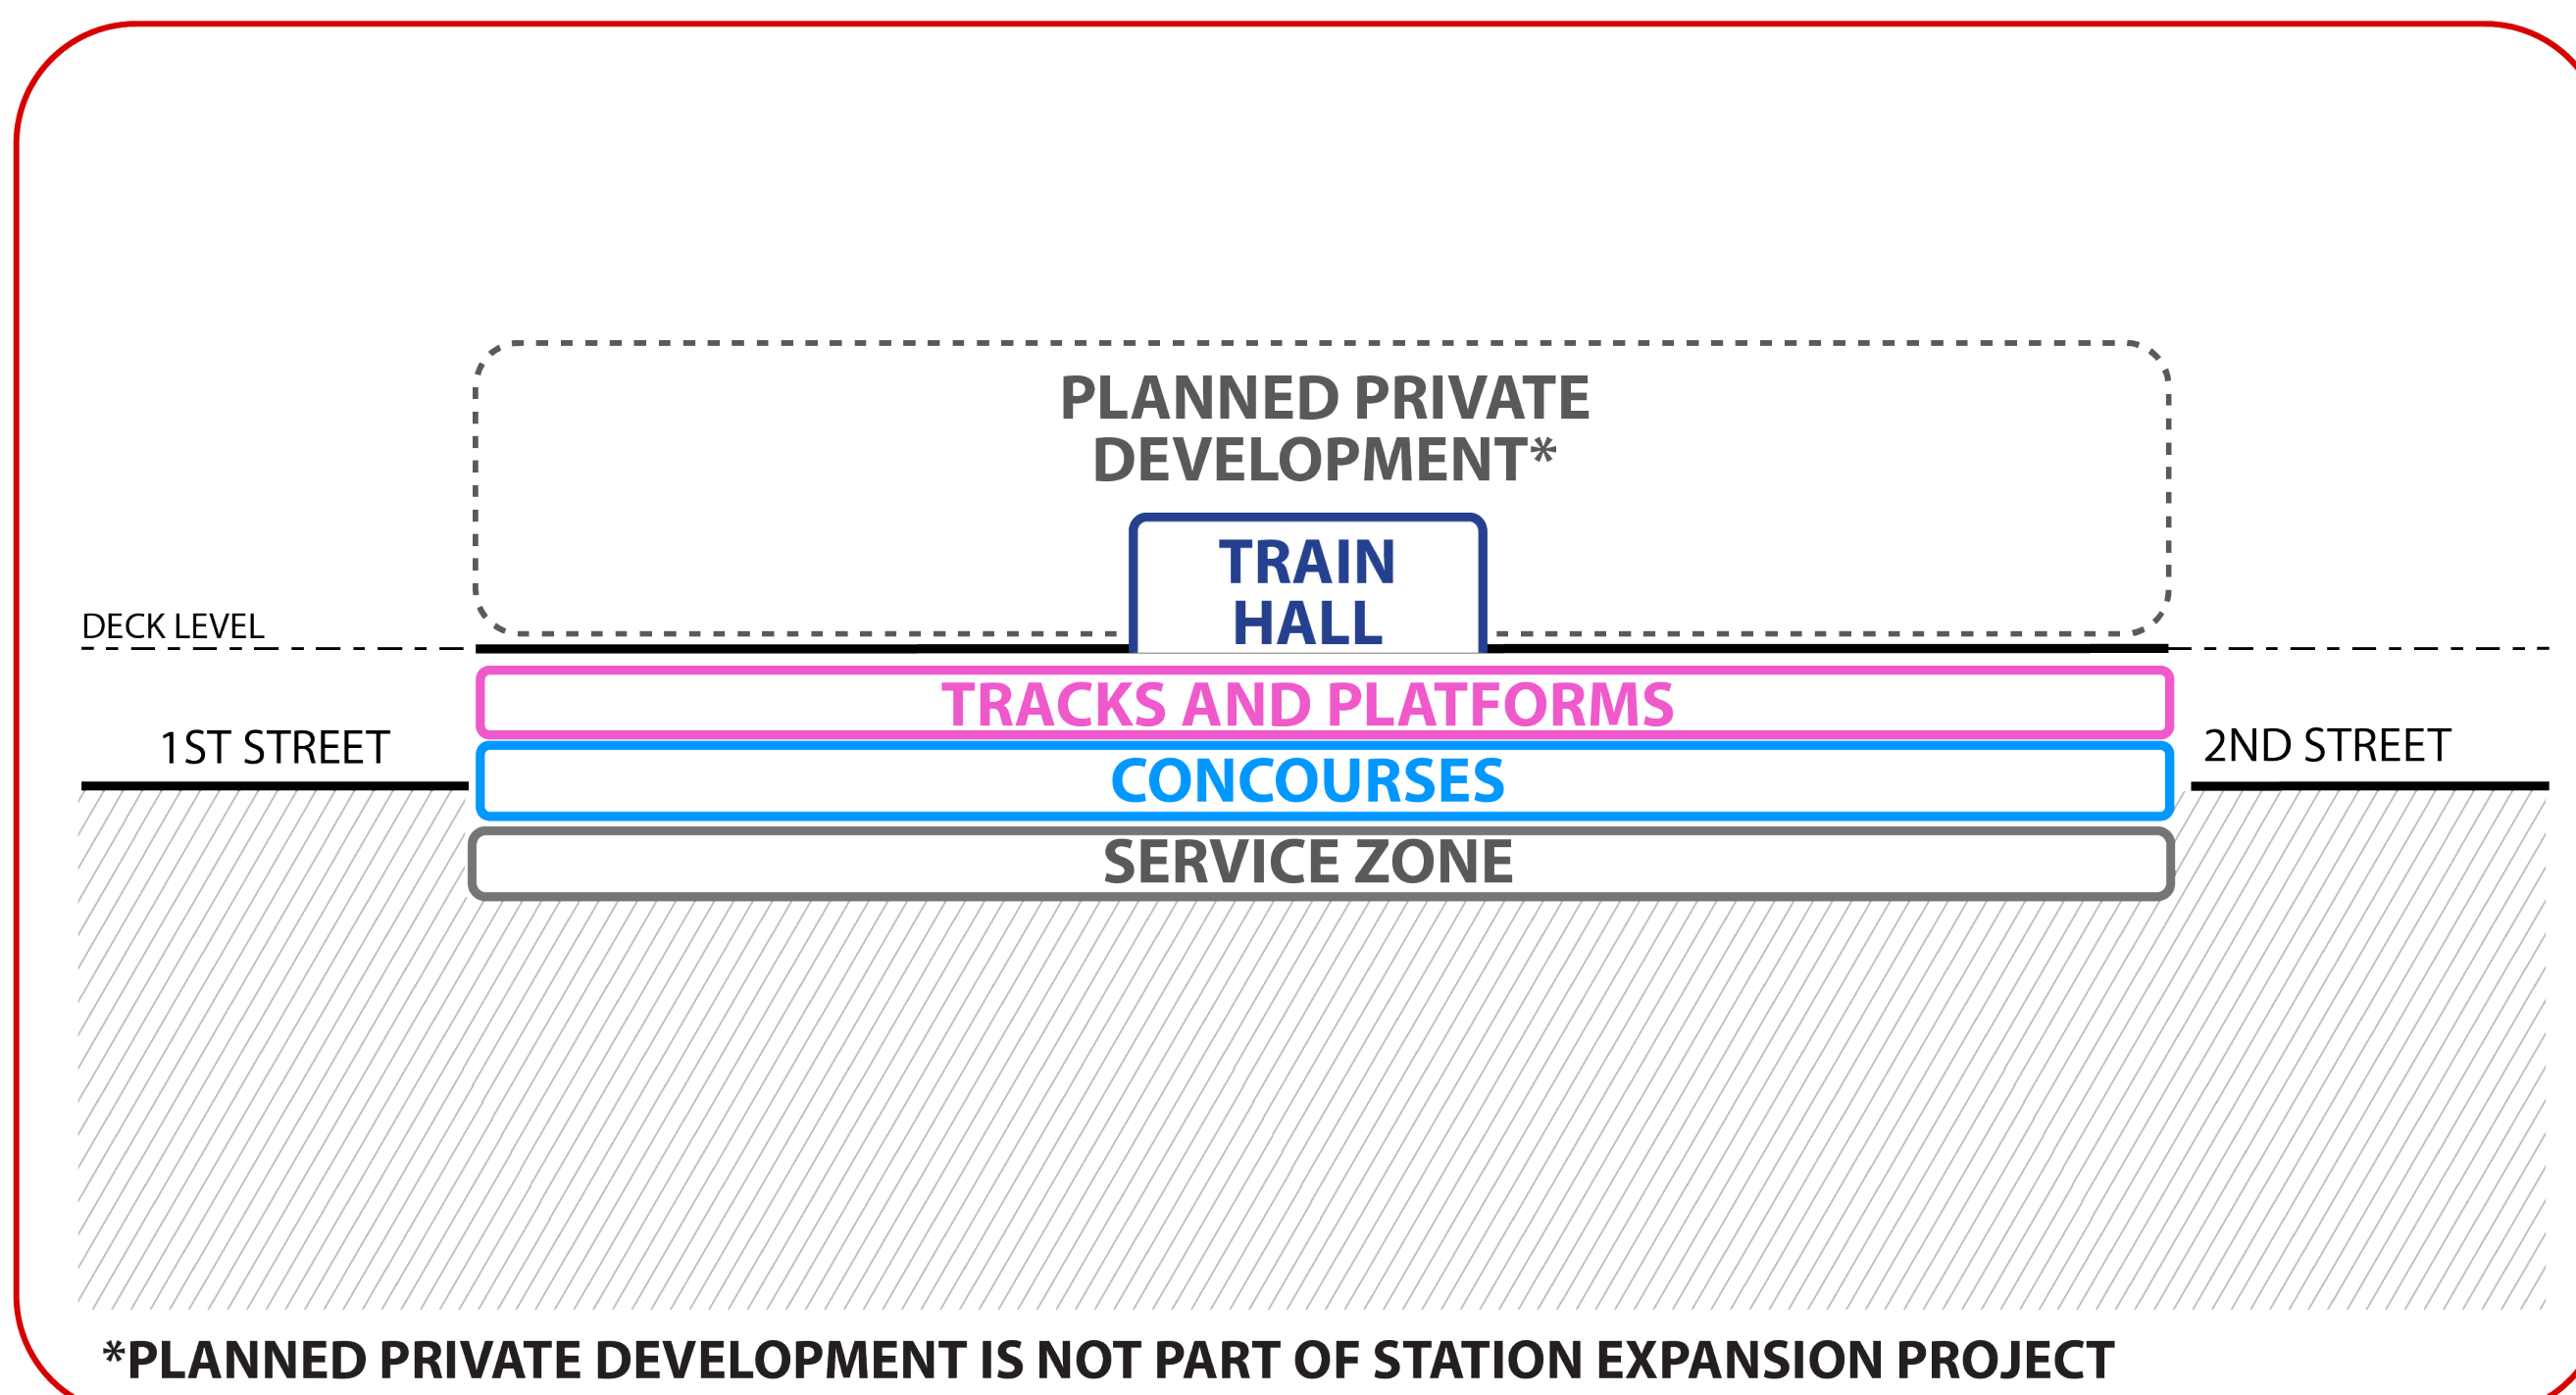 PLANNED PRIVATE
DEVELOPMENT*
TRAIN
HALL
DECK LEVEL
TRACKS AND PLATFORMS
1ST STREET
2ND STREET
CONCOURSES
SERVICE ZONE
*PLANNED PRIVATE DEVELOPMENT IS NOT PART OF STATION EXPANSION PROJECT